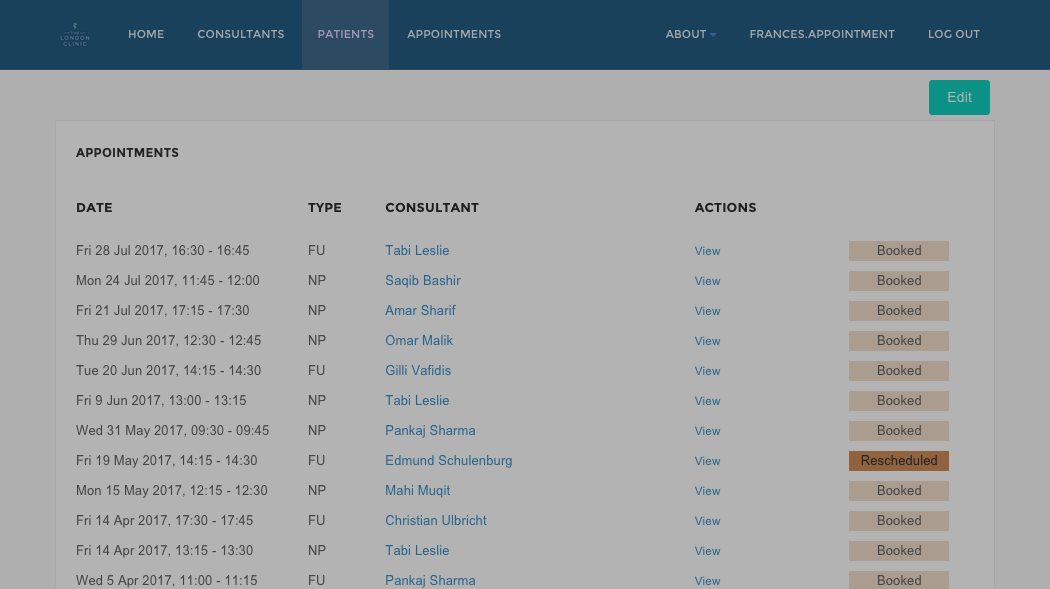 THE
LONDON
CLINIC
HOME CONSULTANTS PATIENTS APPOINTMENTS ABOUT FRANCES.APPOINTMENT LOG OUT
Edit
APPOINTMENTS
DATE TYPE CONSULTANT ACTIONS
Fri 28 Jul 2017, 16:30 - 16:45 FU Tabi Leslie View Booked
Mon 24 Jul 2017, 11:45 - 12:00 NP Saqib Bashir View Booked
Fri 21 Jul 2017, 17:15 - 17:30 NP Amar Sharif View Booked
Thu 29 Jun 2017, 12:30 - 12:45 NP Omar Malik View Booked
Tue 20 Jun 2017, 14:15 - 14:30 FU Gilli Vafidis View Booked
Fri 9 Jun 2017, 13:00 - 13:15 NP Tabi Leslie View Booked
Wed 31 May 2017, 09:30 - 09:45 NP Pankaj Sharma View Booked
Fri 19 May 2017, 14:15 - 14:30 FU Edmund Schulenburg View Rescheduled
Mon 15 May 2017, 12:15 - 12:30 NP Mahi Muqit View Booked
Fri 14 Apr 2017, 17:30 - 17:45 FU Christian Ulbricht View Booked
Fri 14 Apr 2017, 13:15 - 13:30 NP Tabi Leslie View Booked
Wed 5 Apr 2017, 11:00 - 11:15 FU Pankaj Sharma View Booked